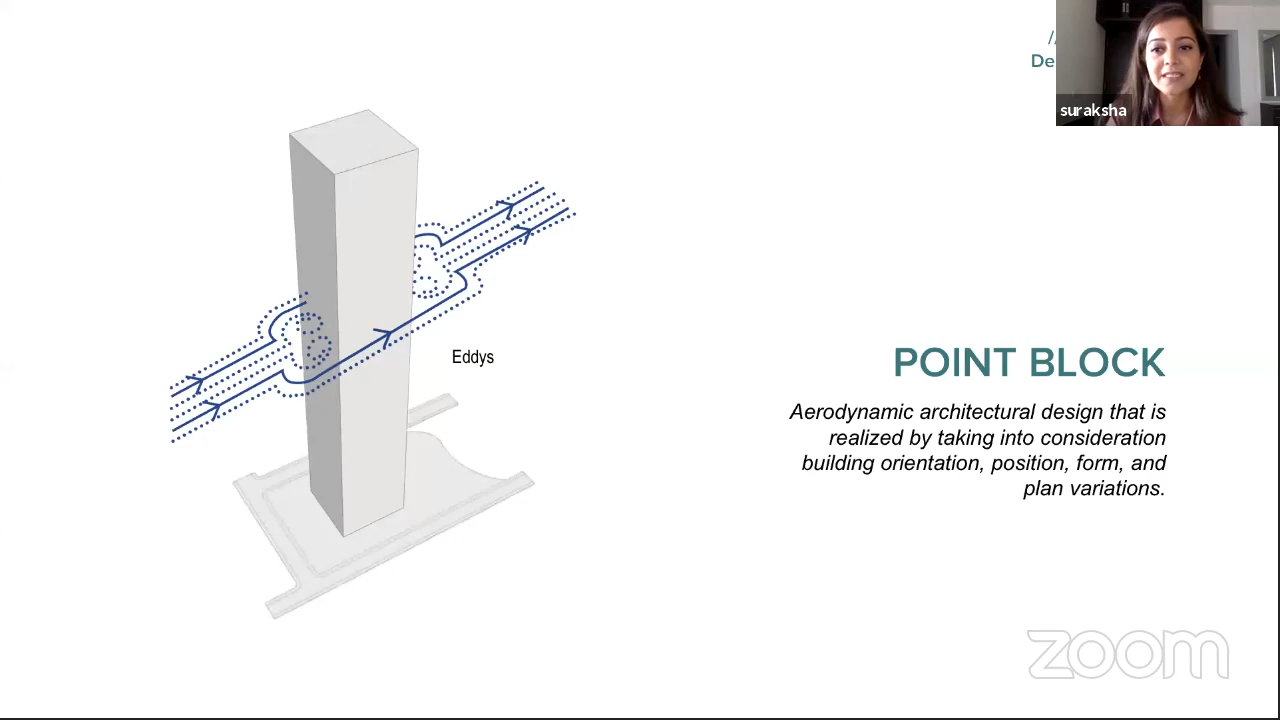 //
De
suraksha
Eddys
POINT BLOCK
Aerodynamic architectural design that is
realized by taking into consideration
building orientation, position, form, and
plan variations.
zoom